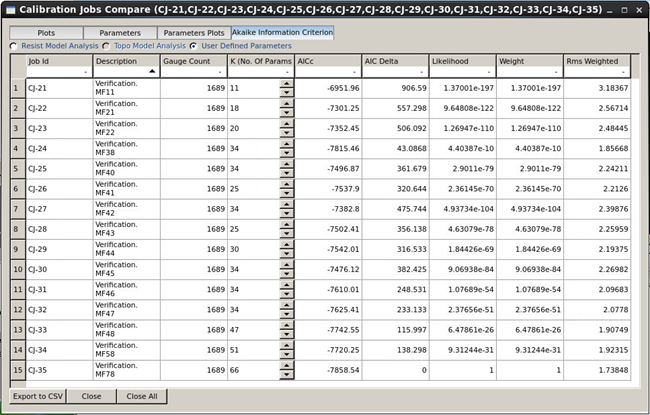 Calibration Jobs Compare (CJ-21,CJ-22,CJ-23,CJ-24,CJ-25,CJ-26,CJ-27,CJ-28,CJ-29,CJ-30,CJ-31,CJ-32,CJ-33,CJ-34,CJ-35)
Plots Parameters Parameters Plots Akaike Information Criterion
Resist Model Analysis Topo Model Analysis User Defined Parameters
Job Id Description Gauge Count K (No. Of Params) AICc AIC Delta Likelihood Weight Rms Weighted
1 CJ-21 Verification. MF11 1689 11 -6951.96 906.59 1.37001e-197 1.37001e-197 3.18367
2 CJ-22 Verification. MF21 1689 18 -7301.25 557.298 9.64808e-122 9.64808e-122 2.56714
3 CJ-23 Verification. MF22 1689 20 -7352.45 506.092 1.26947e-110 1.26947e-110 2.48445
4 CJ-24 Verification. MF38 1689 34 -7815.46 43.0868 4.40387e-10 4.40387e-10 1.85668
5 CJ-25 Verification. MF40 1689 34 -7496.87 361.679 2.9011e-79 2.9011e-79 2.24211
6 CJ-26 Verification. MF41 1689 25 -7537.9 320.644 2.36145e-70 2.36145e-70 2.2126
7 CJ-27 Verification. MF42 1689 34 -7382.8 475.744 4.93734e-104 4.93734e-104 2.39876
8 CJ-28 Verification. MF43 1689 25 -7502.41 356.138 4.63079e-78 4.63079e-78 2.25959
9 CJ-29 Verification. MF44 1689 30 -7542.01 316.533 1.84426e-69 1.84426e-69 2.19375
10 CJ-30 Verification. MF45 1689 34 -7476.12 382.425 9.06938e-84 9.06938e-84 2.26982
11 CJ-31 Verification. MF46 1689 34 -7610.01 248.531 1.07689e-54 1.07689e-54 2.09683
12 CJ-32 Verification. MF47 1689 34 -7625.41 233.133 2.37656e-51 2.37656e-51 2.0778
13 CJ-33 Verification. MF48 1689 47 -7742.55 115.997 6.47861e-26 6.47861e-26 1.90749
14 CJ-34 Verification. MF58 1689 51 -7720.25 138.298 9.31244e-31 9.31244e-31 1.92315
15 CJ-35 Verification. MF78 1689 66 -7858.54 0 1 1 1.73848
Export to CSV Close Close All